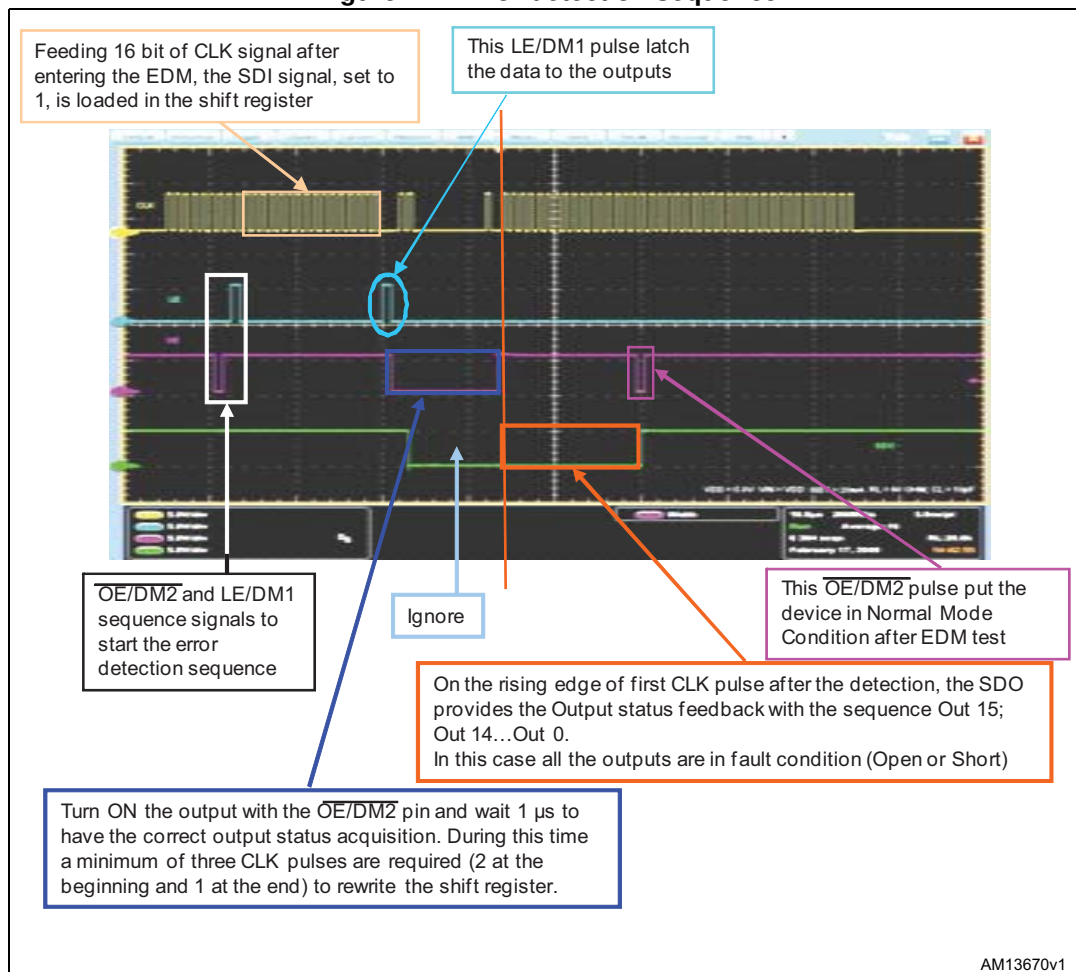 Feeding 16 bit of CLK signal after
entering the EDM, the SDI signal, set to
1, is loaded in the shift register
This LE/DM1 pulse latch
the data to the outputs
CLK
OE/DM2 and LE/DM1
sequence signals to
start the error
detection sequence
Ignore
This OE/DM2 pulse put the
device in Normal Mode
Condition after EDM test
On the rising edge of first CLK pulse after the detection, the SDO
provides the Output status feedback with the sequence Out 15;
Out 14…Out 0.
In this case all the outputs are in fault condition (Open or Short)
Turn ON the output with the OE/DM2 pin and wait 1 µs to
have the correct output status acquisition. During this time
a minimum of three CLK pulses are required (2 at the
beginning and 1 at the end) to rewrite the shift register.
AM13670v1